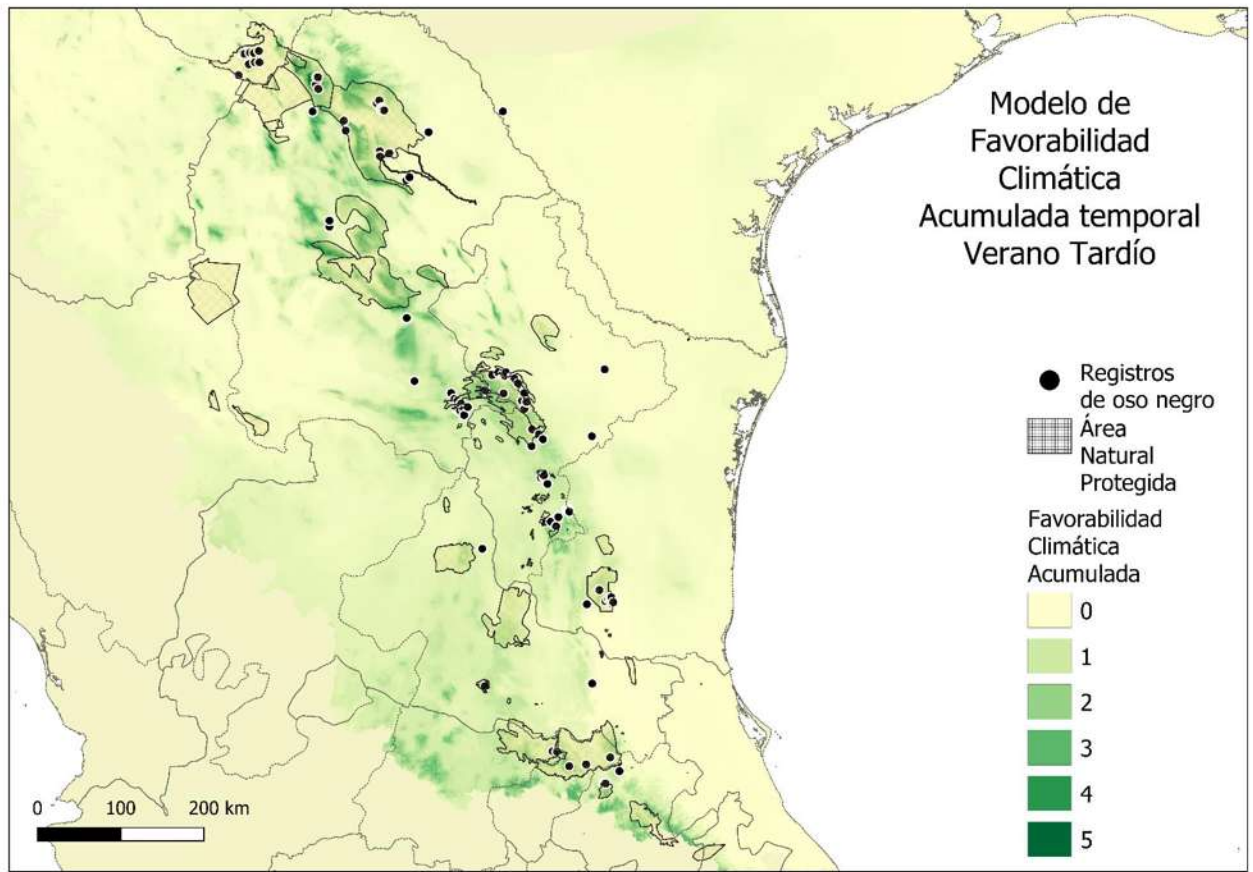 Modelo de
Favorabilidad
Climática
Acumulada temporal
Verano Tardío
Registros
de oso negro
Área
Natural
Protegida
Favorabilidad
Climática
Acumulada
0
1
2
3
4
5
0 100 200 km